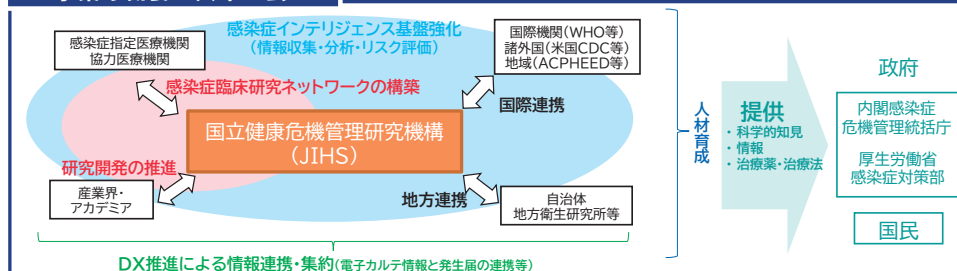 感染症インテリジェンス基盤強化
（情報収集・分析・リスク評価）
感染症指定医療機関
協力医療機関
国際機関（WHO等）
諸外国（米国CDC等）
地域（ACPHEED等）
感染症臨床研究ネットワークの構築
国際連携
国立健康危機管理研究機構
（JIHS）
研究開発の推進
産業界・
アカデミア
地方連携
自治体
地方衛生研究所等
DX推進による情報連携・集約（電子カルテ情報と発生届の連携等）
人材育成
提供
・科学的知見
・情報
・治療薬・治療法
政府
内閣感染症
危機管理統括庁
厚生労働省
感染症対策部
国民